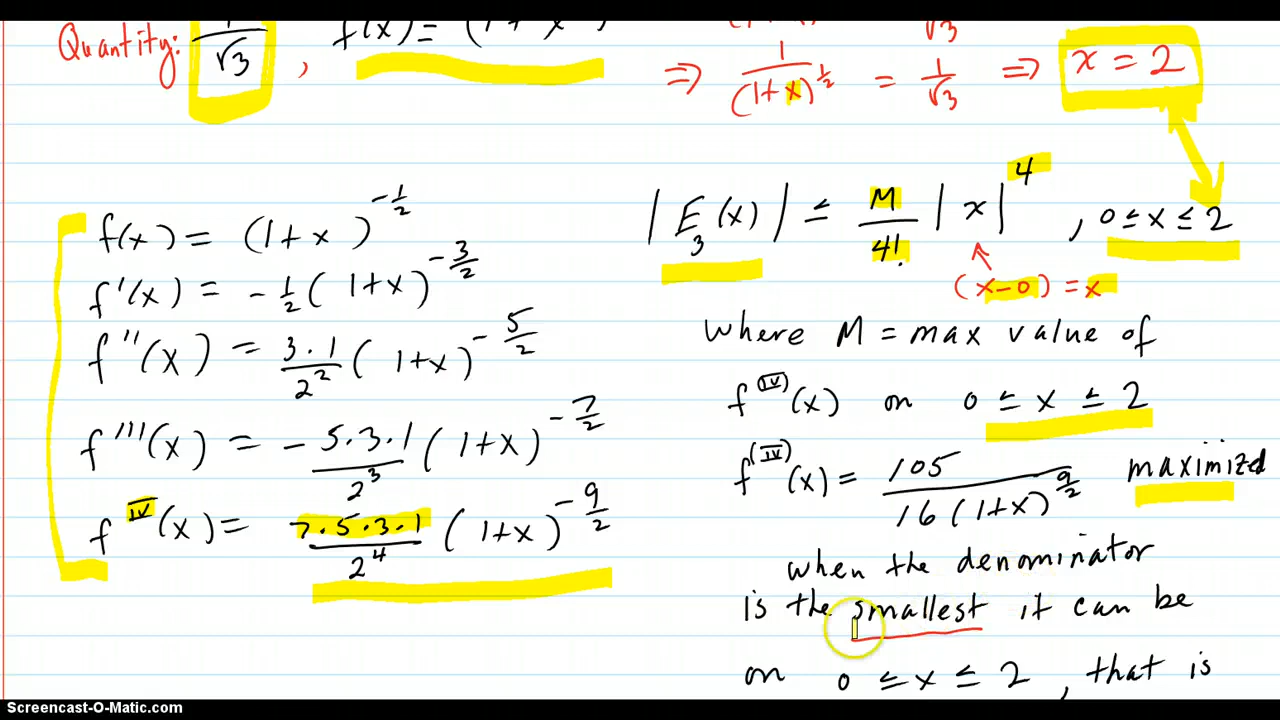 Quantity: 1/√3 , f(x) = (1+x
1/√3
⇒ 1/(1+x)^½ = 1/√3 ⇒ x = 2
f(x) = (1+x)^-½
f'(x) = -½(1+x)^-3/2
f''(x) = 3·1/2² (1+x)^-5/2
f'''(x) = - 5·3·1/2³ (1+x)^-7/2
f^IV(x) = 7·5·3·1/2⁴ (1+x)^-9/2
|E₃(x)| ≤ M/4! |x|⁴ , 0 ≤ x ≤ 2
(x-0) = x
where M = max value of
f^(IV)(x) on 0 ≤ x ≤ 2
f^(IV)(x) = 105/16(1+x)^9/2 maximized
when the denominator
is the smallest it can be
on 0 ≤ x ≤ 2 , that is
Screencast-O-Matic.com